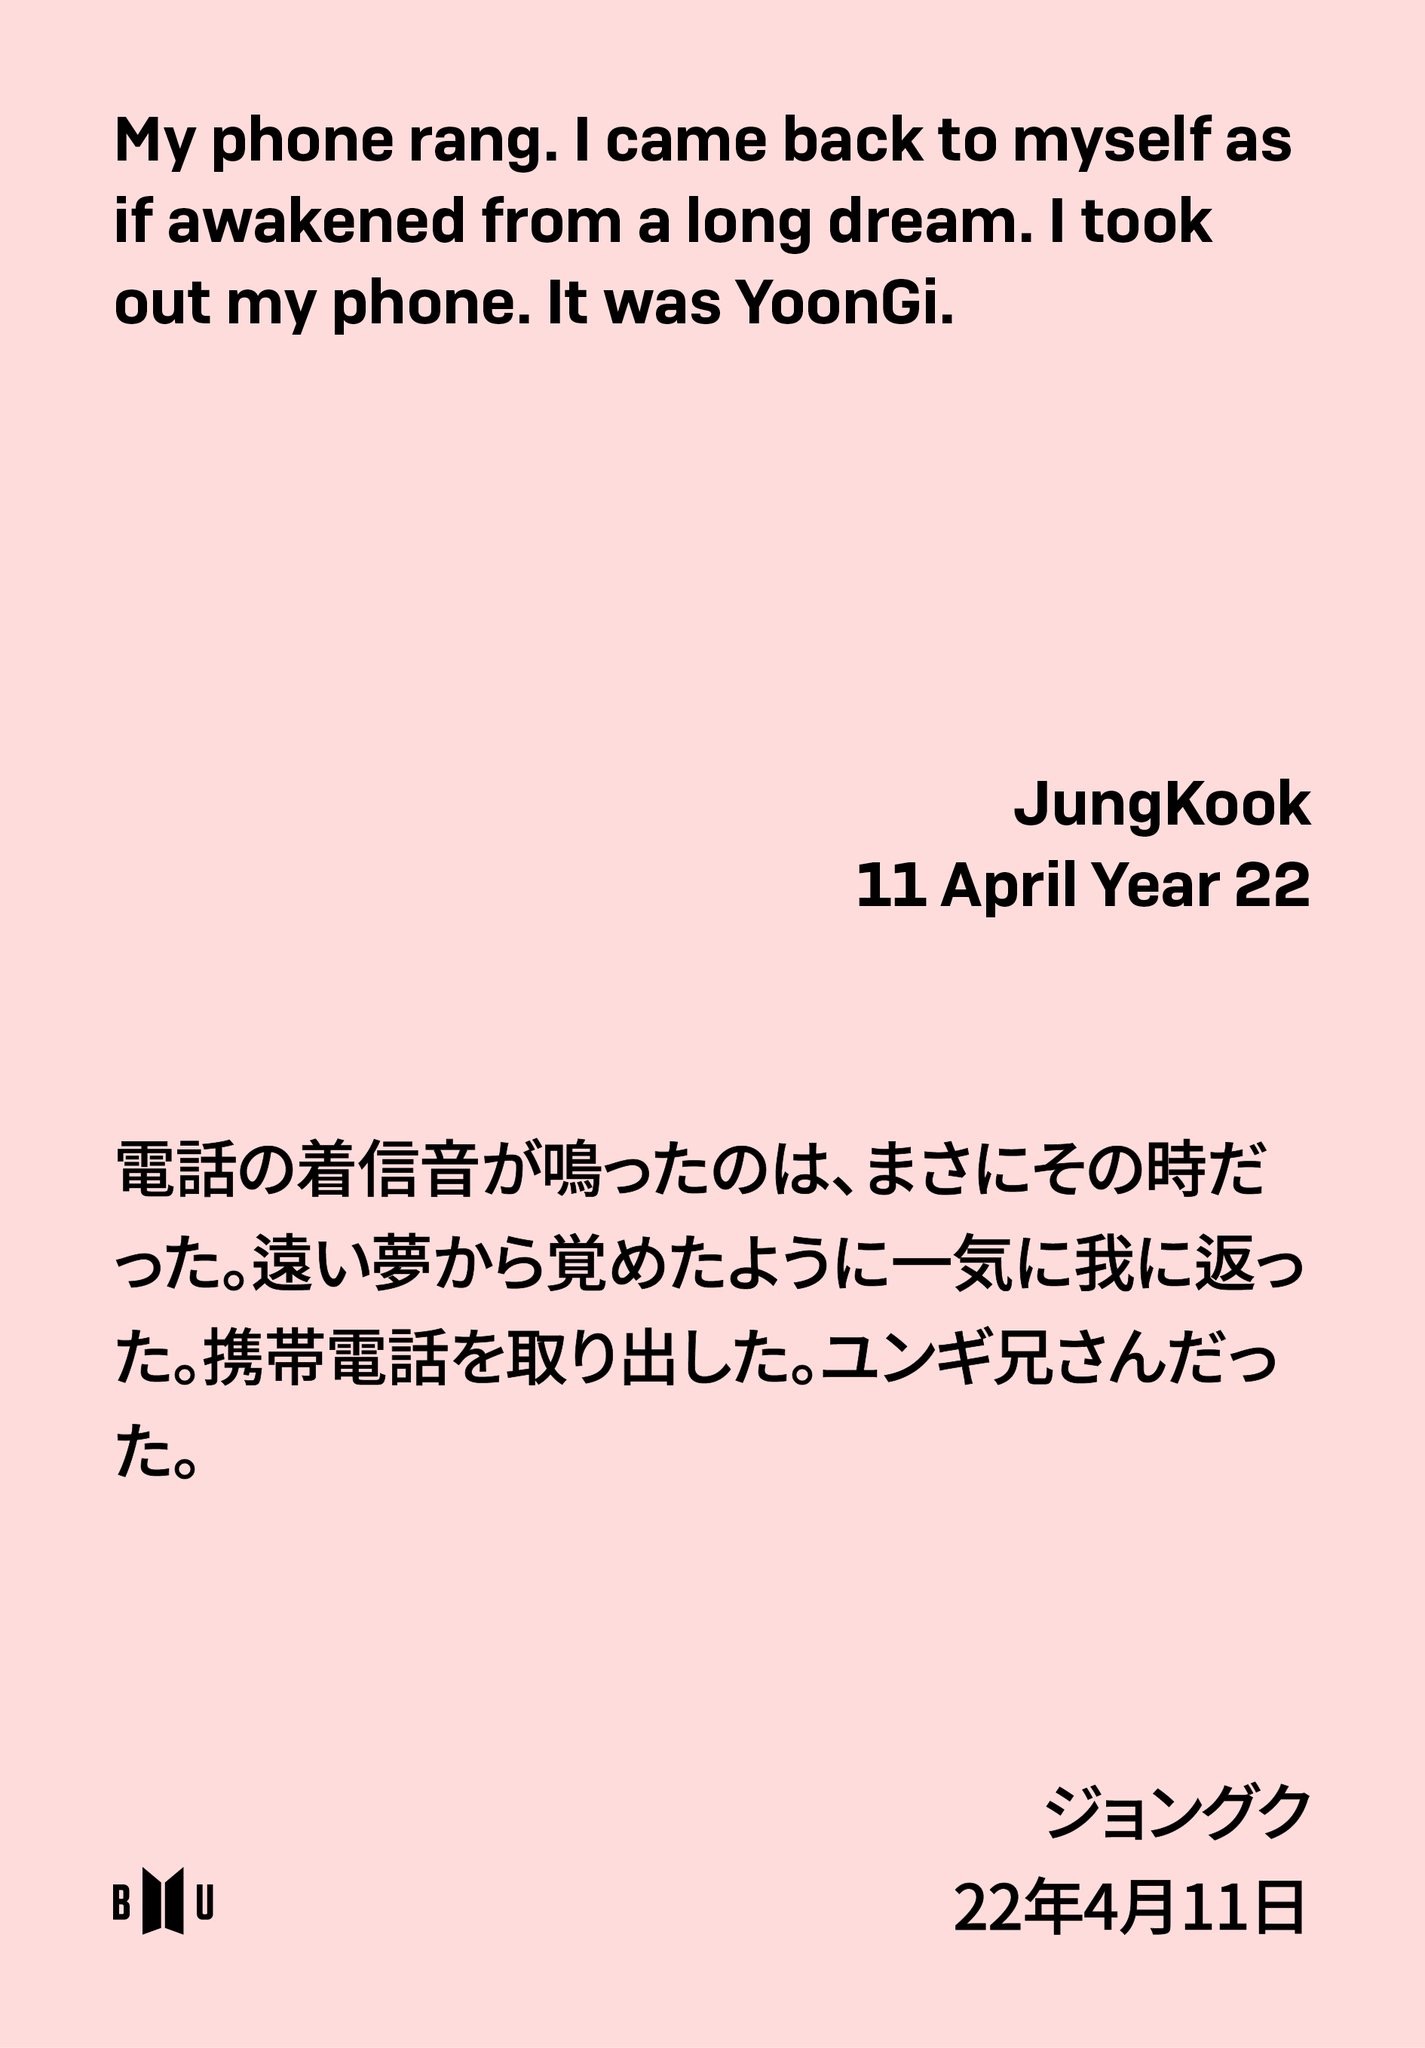 My phone rang. I came back to myself as
if awakened from a long dream. I took
out my phone. It was YoonGi.
JungKook
11 April Year 22
電話の着信音が鳴ったのは、まさにその時だ
った。遠い夢から覚めたように一気に我に返っ
た。携帯電話を取り出した。ユンギ兄さんだっ
た。
ジョングク
22年4月11日
B U